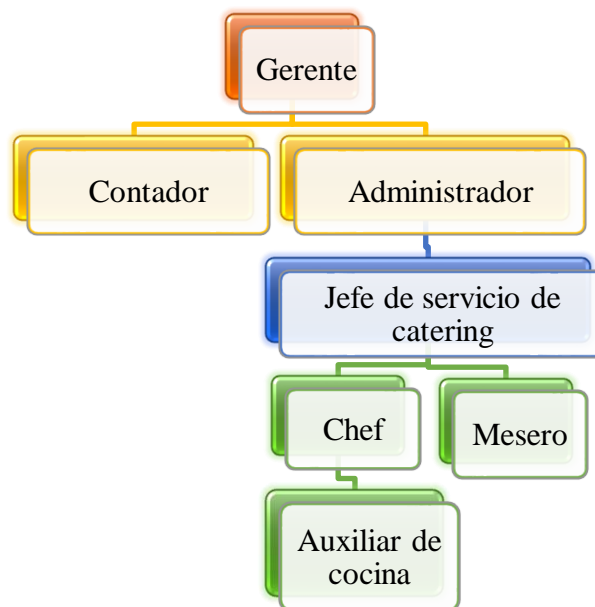 Gerente
Contador
Administrador
Jefe de servicio de
catering
Chef
Mesero
Auxiliar de
cocina